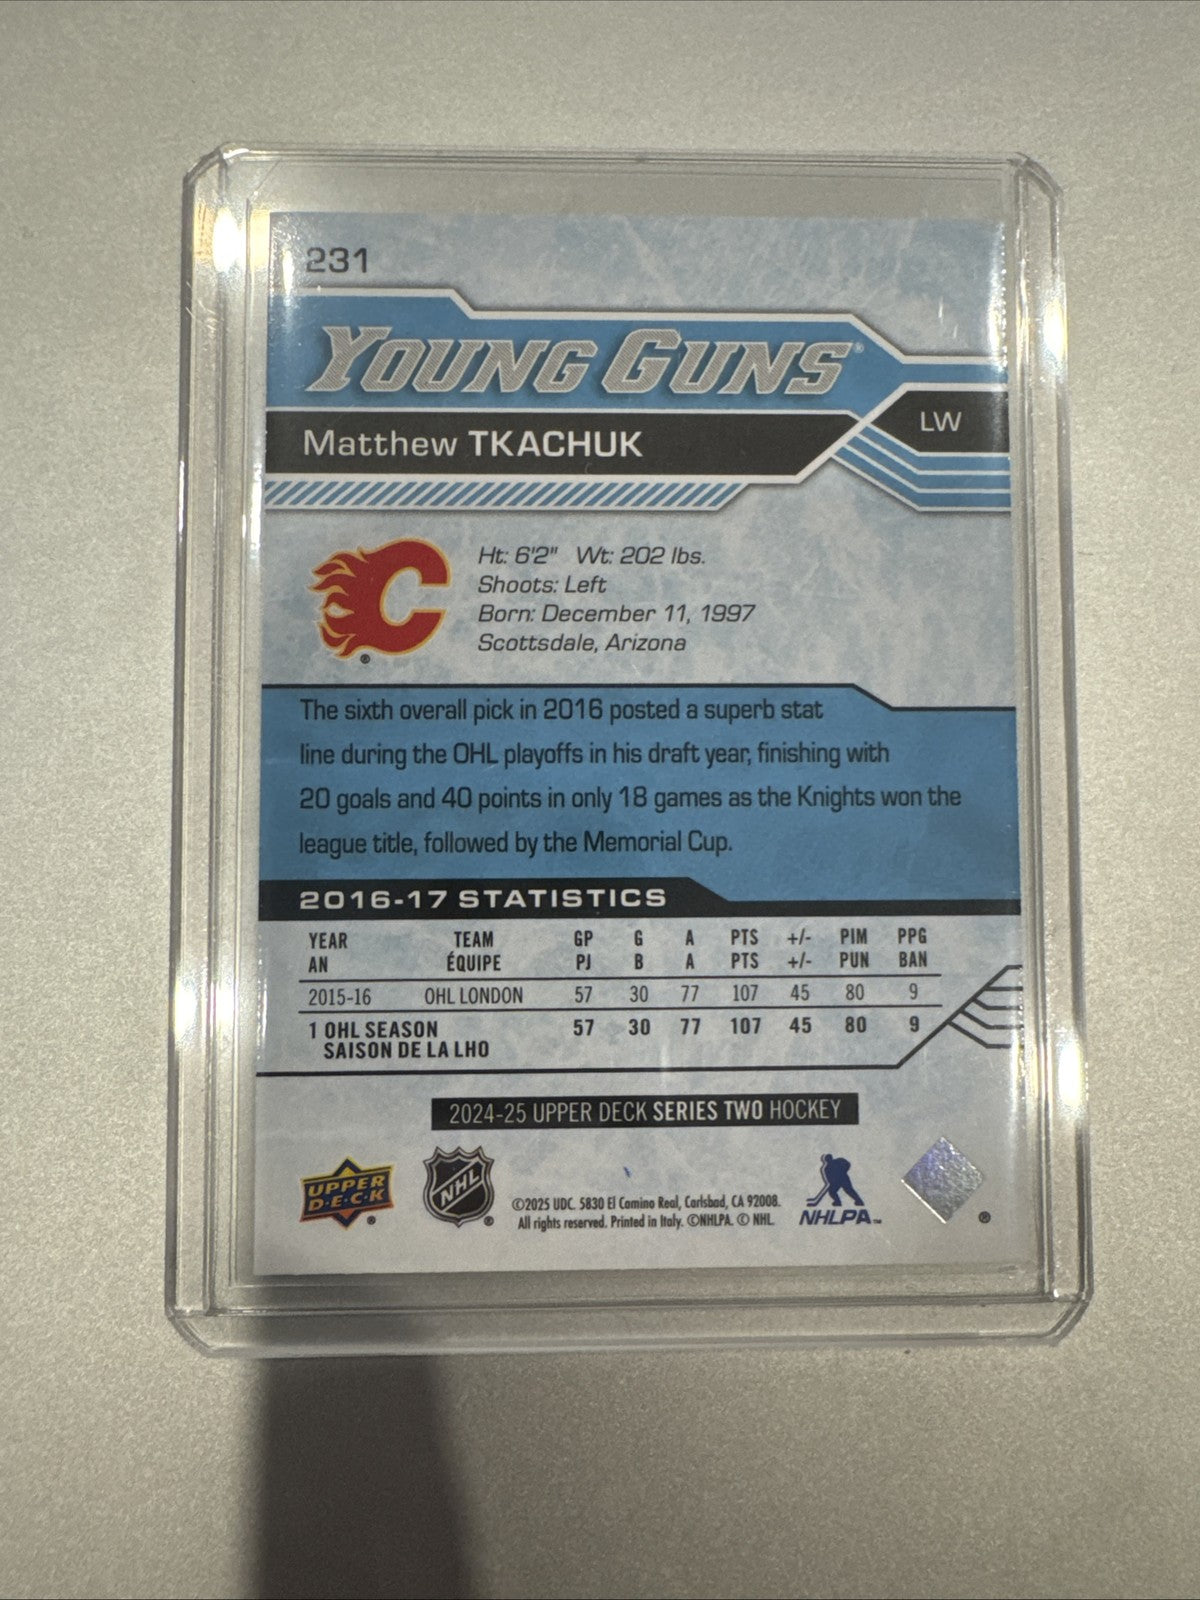 231
YOUNG GUNS®
Matthew TKACHUK
LW
Ht: 6'2" Wt: 202 lbs.
Shoots: Left
Born: December 11, 1997
Scottsdale, Arizona
®
The sixth overall pick in 2016 posted a superb stat
line during the OHL playoffs in his draft year, finishing with
20 goals and 40 points in only 18 games as the Knights won the
league title, followed by the Memorial Cup.
2016-17 STATISTICS
YEAR TEAM GP G A PTS +/- PIM PPG
AN ÉQUIPE PJ B A PTS +/- PUN BAN
2015-16 OHL LONDON 57 30 77 107 45 80 9
1 OHL SEASON 57 30 77 107 45 80 9
SAISON DE LA LHO
2024-25 UPPER DECK SERIES TWO HOCKEY
UPPER
D·E·C·K
®
NHL
®
©2025 UDC. 5830 El Camino Real, Carlsbad, CA 92008.
All rights reserved. Printed in Italy. ©NHLPA. © NHL.
NHLPA™
®